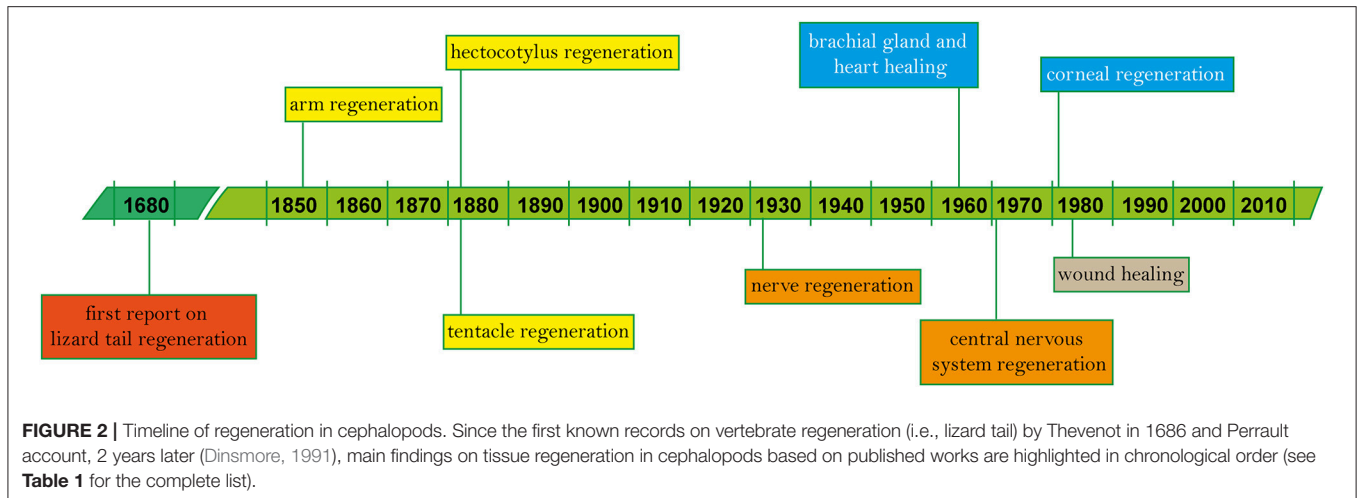 hectocotylus regeneration
brachial gland and
heart healing
corneal regeneration
arm regeneration
1680
1850
1860
1870
1880
1890
1900
1910
1920
1930
1940
1950
1960
1970
1980
1990
2000
2010
first report on
lizard tail regeneration
tentacle regeneration
nerve regeneration
central nervous
system regeneration
wound healing
FIGURE 2 | Timeline of regeneration in cephalopods. Since the first known records on vertebrate regeneration (i.e., lizard tail) by Thevenot in 1686 and Perrault
account, 2 years later (Dinsmore, 1991), main findings on tissue regeneration in cephalopods based on published works are highlighted in chronological order (see
Table 1 for the complete list).